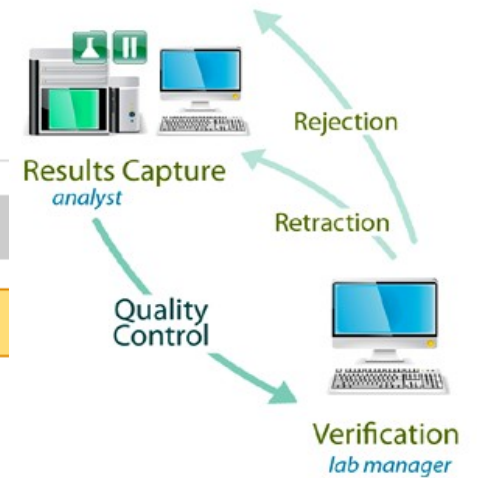 Rejection
Results Capture
analyst
Retraction
Quality
Control
Verification
lab manager